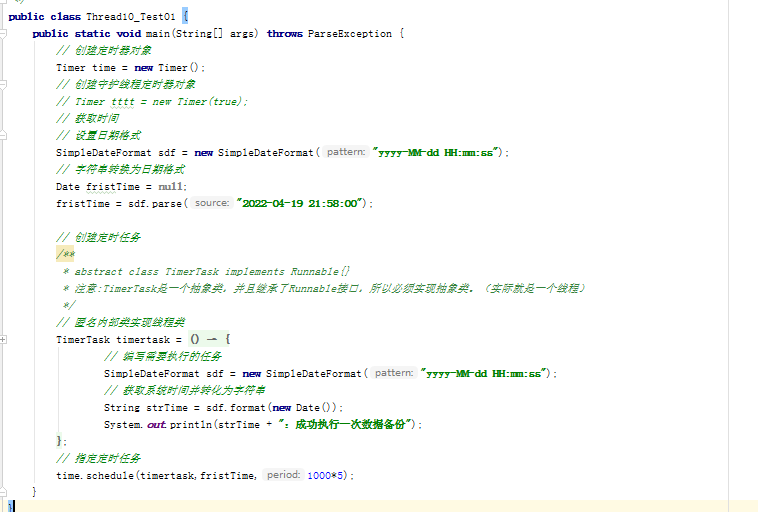 public class Thread10_Test01 {
public static void main(String[] args) throws ParseException {
// 创建定时器对象
Timer time = new Timer();
// 创建守护线程定时器对象
// Timer tttt = new Timer(true);
// 获取时间
// 设置日期格式
SimpleDateFormat sdf = new SimpleDateFormat( pattern: "yyyy-MM-dd HH:mm:ss");
// 字符串转换为日期格式
Date fristTime = null;
fristTime = sdf.parse( source: "2022-04-19 21:58:00");
// 创建定时任务
/**
* abstract class TimerTask implements Runnable{}
* 注意:TimerTask是一个抽象类，并且继承了Runnable接口，所以必须实现抽象类。（实际就是一个线程）
*/
// 匿名内部类实现线程类
TimerTask timertask = () → {
// 编写需要执行的任务
SimpleDateFormat sdf = new SimpleDateFormat( pattern: "yyyy-MM-dd HH:mm:ss");
// 获取系统时间并转化为字符串
String strTime = sdf.format(new Date());
System.out.println(strTime + ": 成功执行一次数据备份");
};
// 指定定时任务
time.schedule(timertask,fristTime, period: 1000*5);
}
}